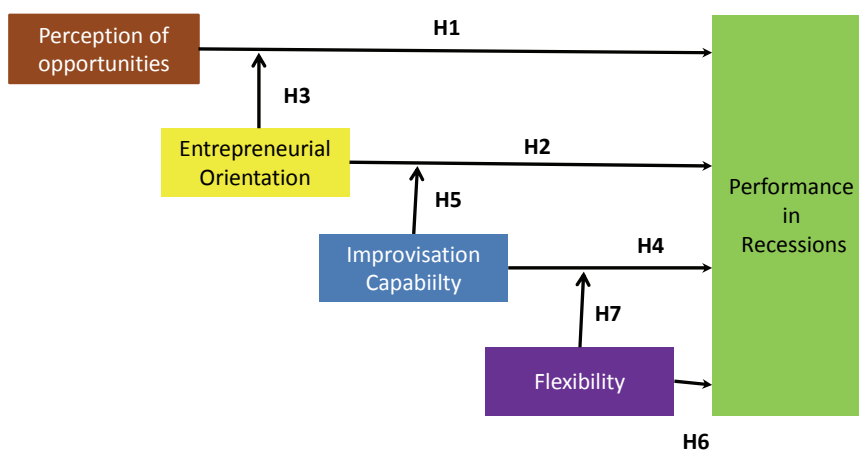 Perception of
opportunities
H1
H3
Entrepreneurial
Orientation
H2
H5
Performance
in
Recessions
Improvisation
Capabiilty
H4
H7
Flexibility
H6